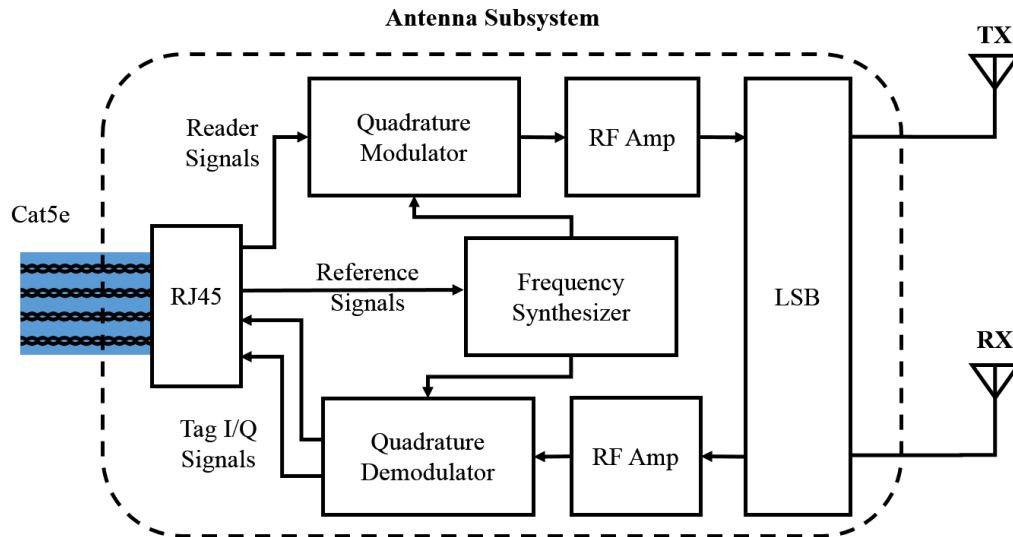 Antenna Subsystem
TX
Reader
Signals
Quadrature
Modulator
RF Amp
Cat5e
RJ45
Reference
Signals
Frequency
Synthesizer
LSB
RX
Tag I/Q
Signals
Quadrature
Demodulator
RF Amp